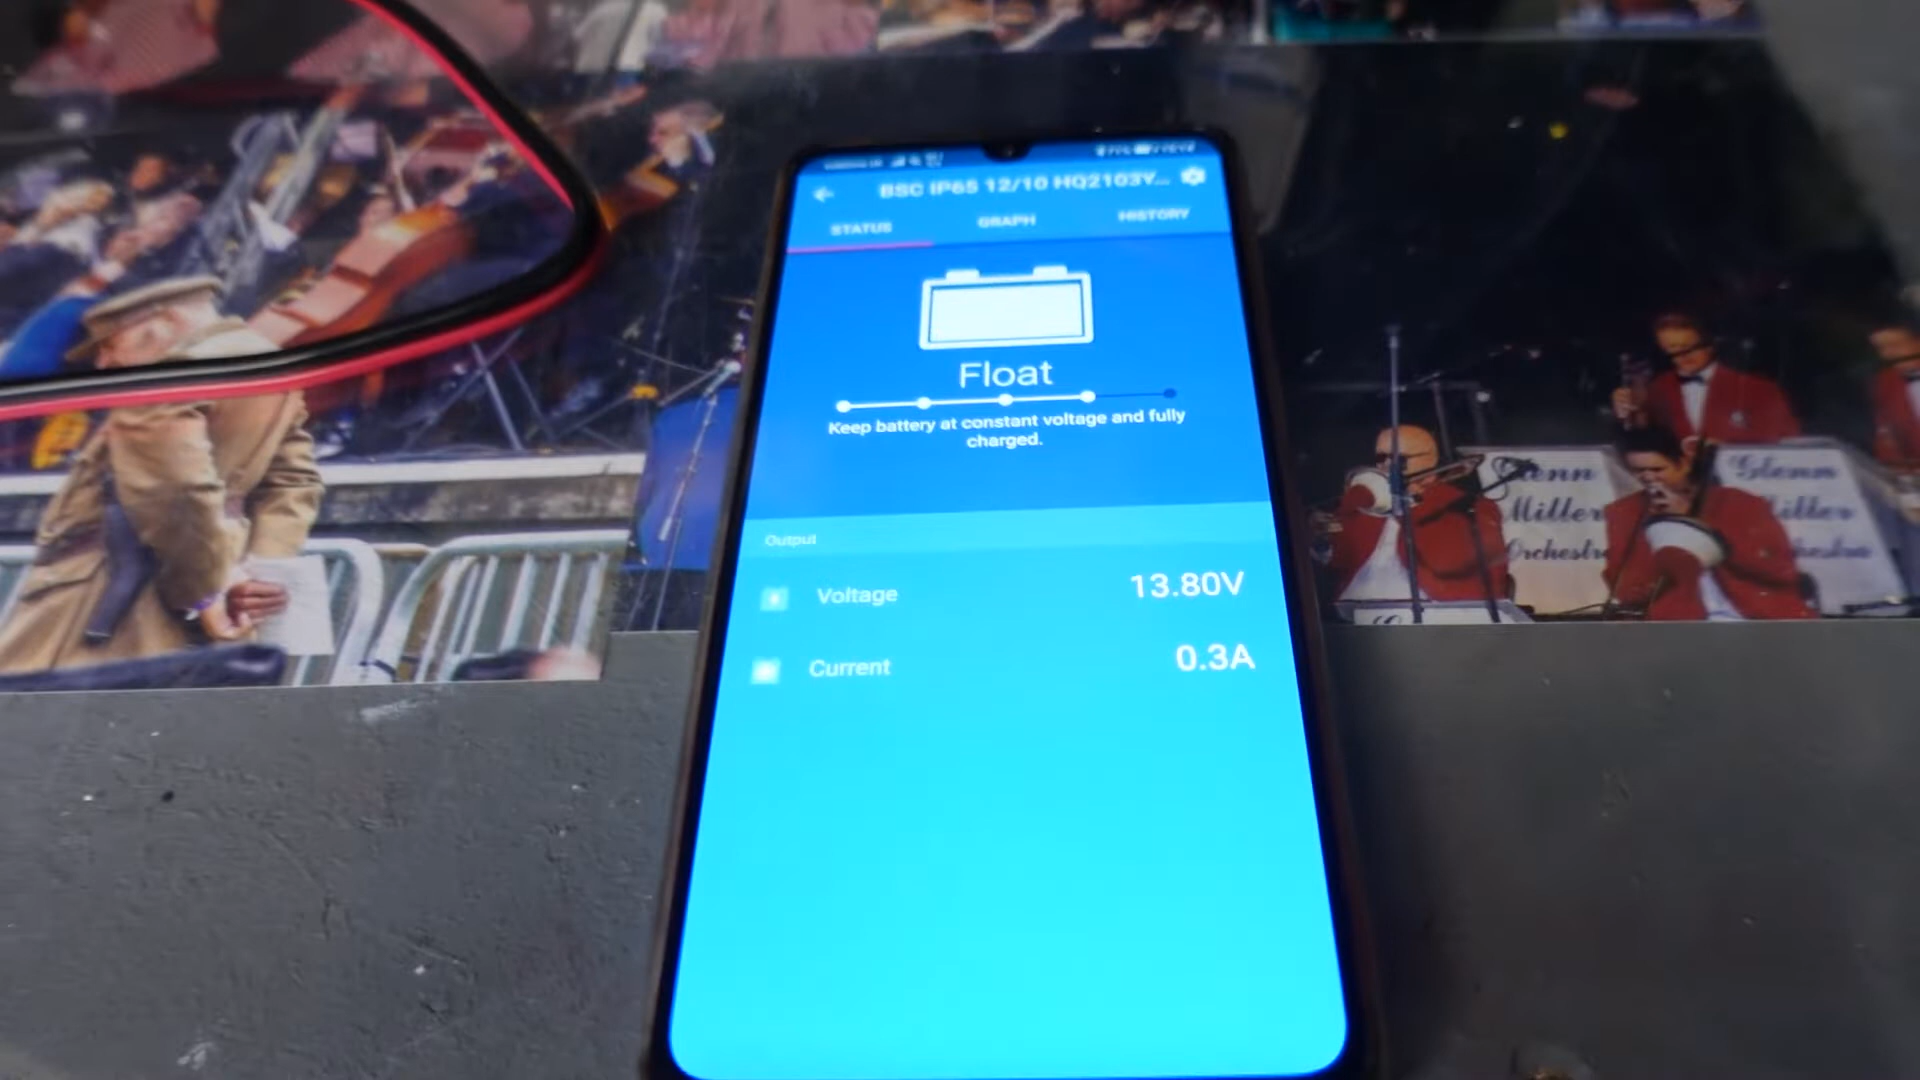 BSC IP65 12/10 HQ2103Y...
STATUS GRAPH HISTORY
Float
Keep battery at constant voltage and fully
charged.
Output
Voltage 13.80V
Current 0.3A
Glenn
Miller
Orchestra
Glenn
Miller